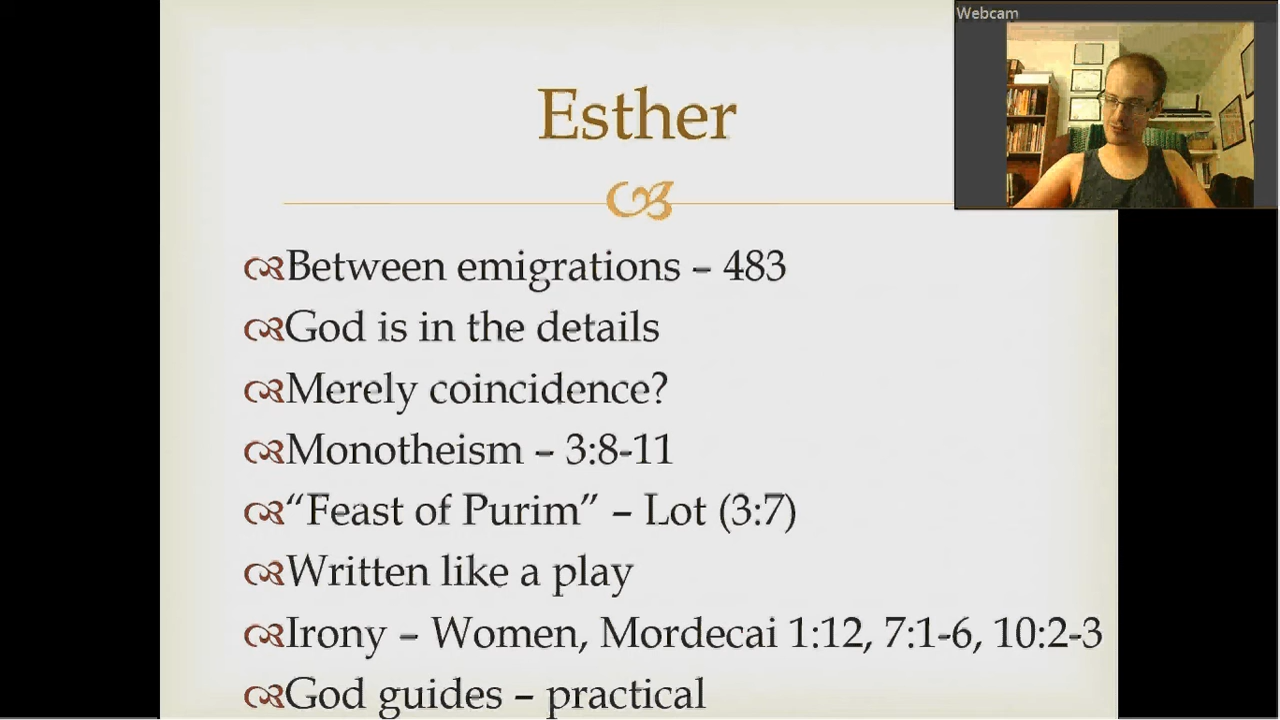 Webcam
Esther
Between emigrations – 483
God is in the details
Merely coincidence?
Monotheism – 3:8-11
“Feast of Purim” – Lot (3:7)
Written like a play
Irony – Women, Mordecai 1:12, 7:1-6, 10:2-3
God guides – practical